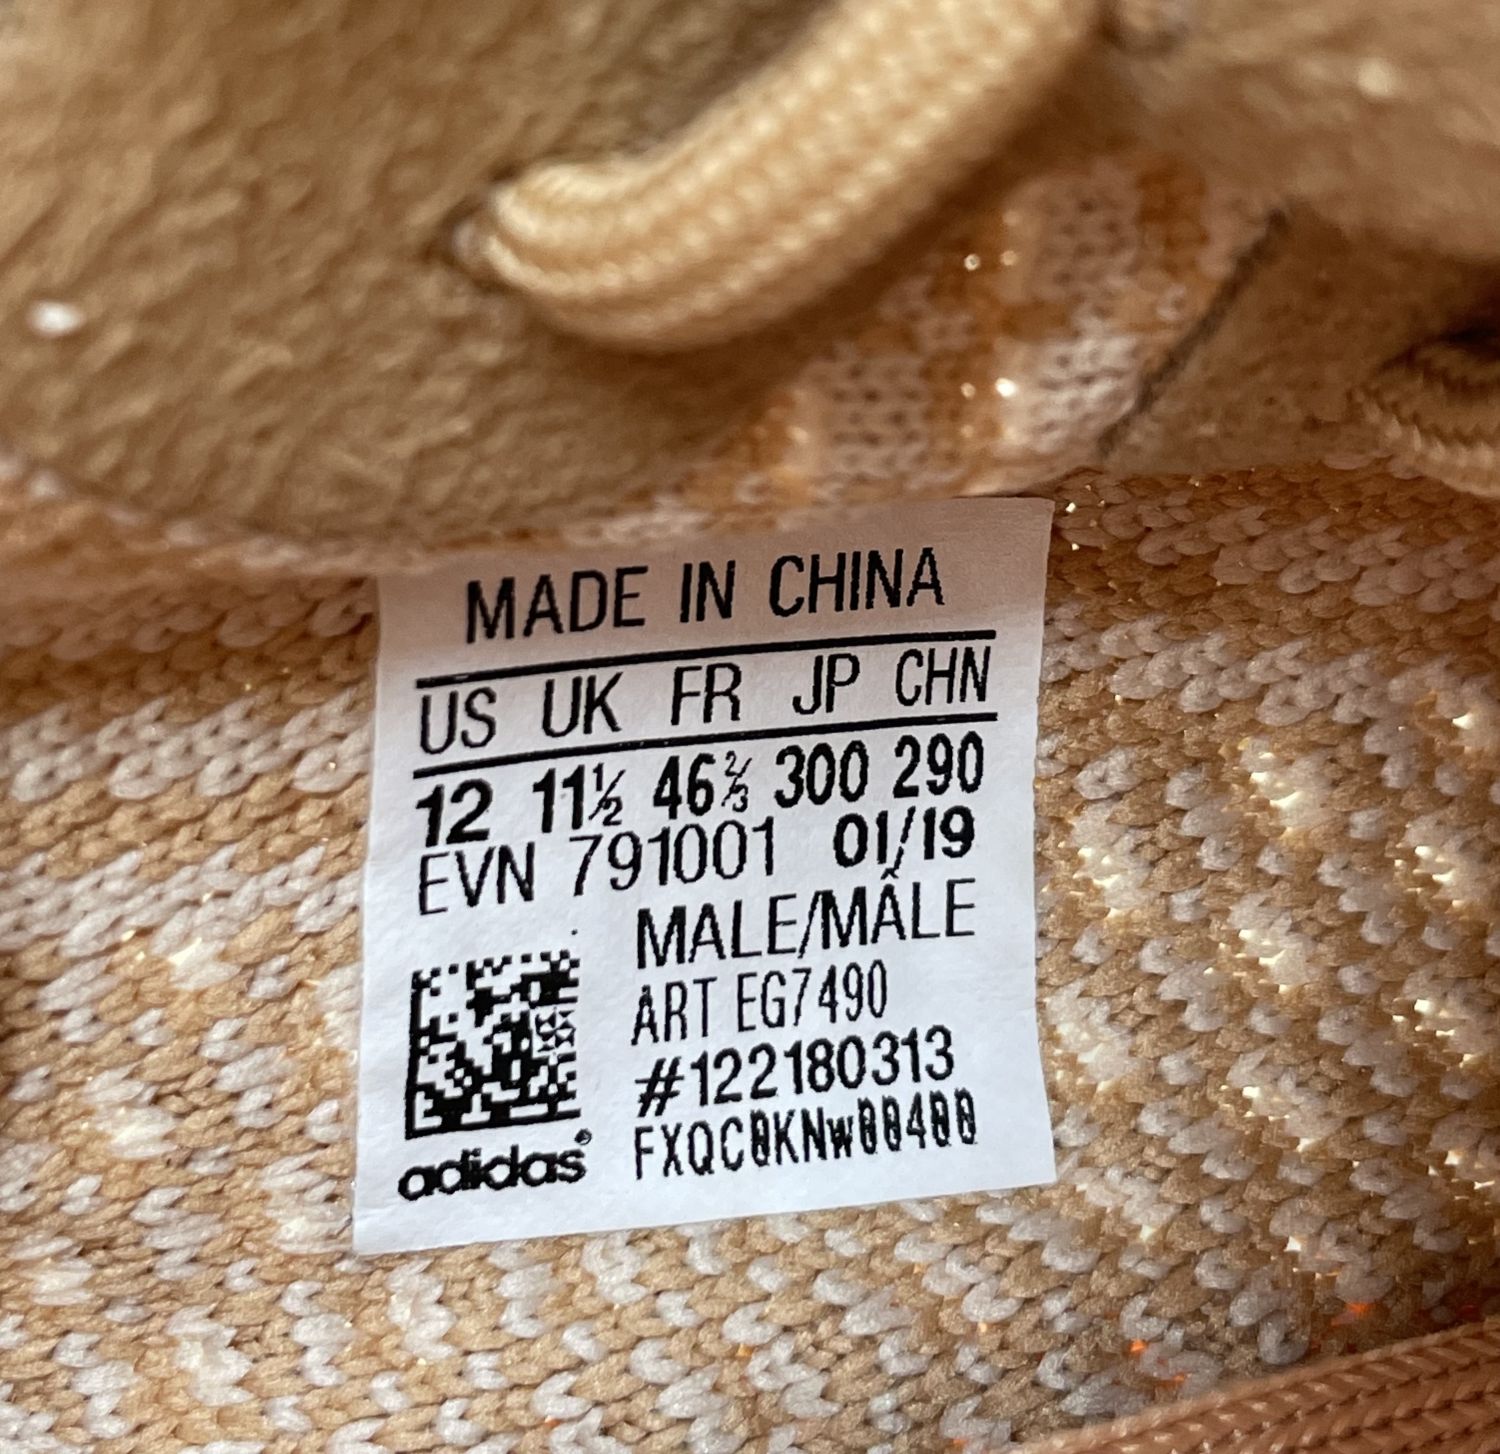 MADE IN CHINA
US UK FR JP CHN
12 11½ 46⅔ 300 290
EVN 791001 01/19
MALE/MÂLE
ART EG7490
#122180313
FXQC0KNw00400
adidas®